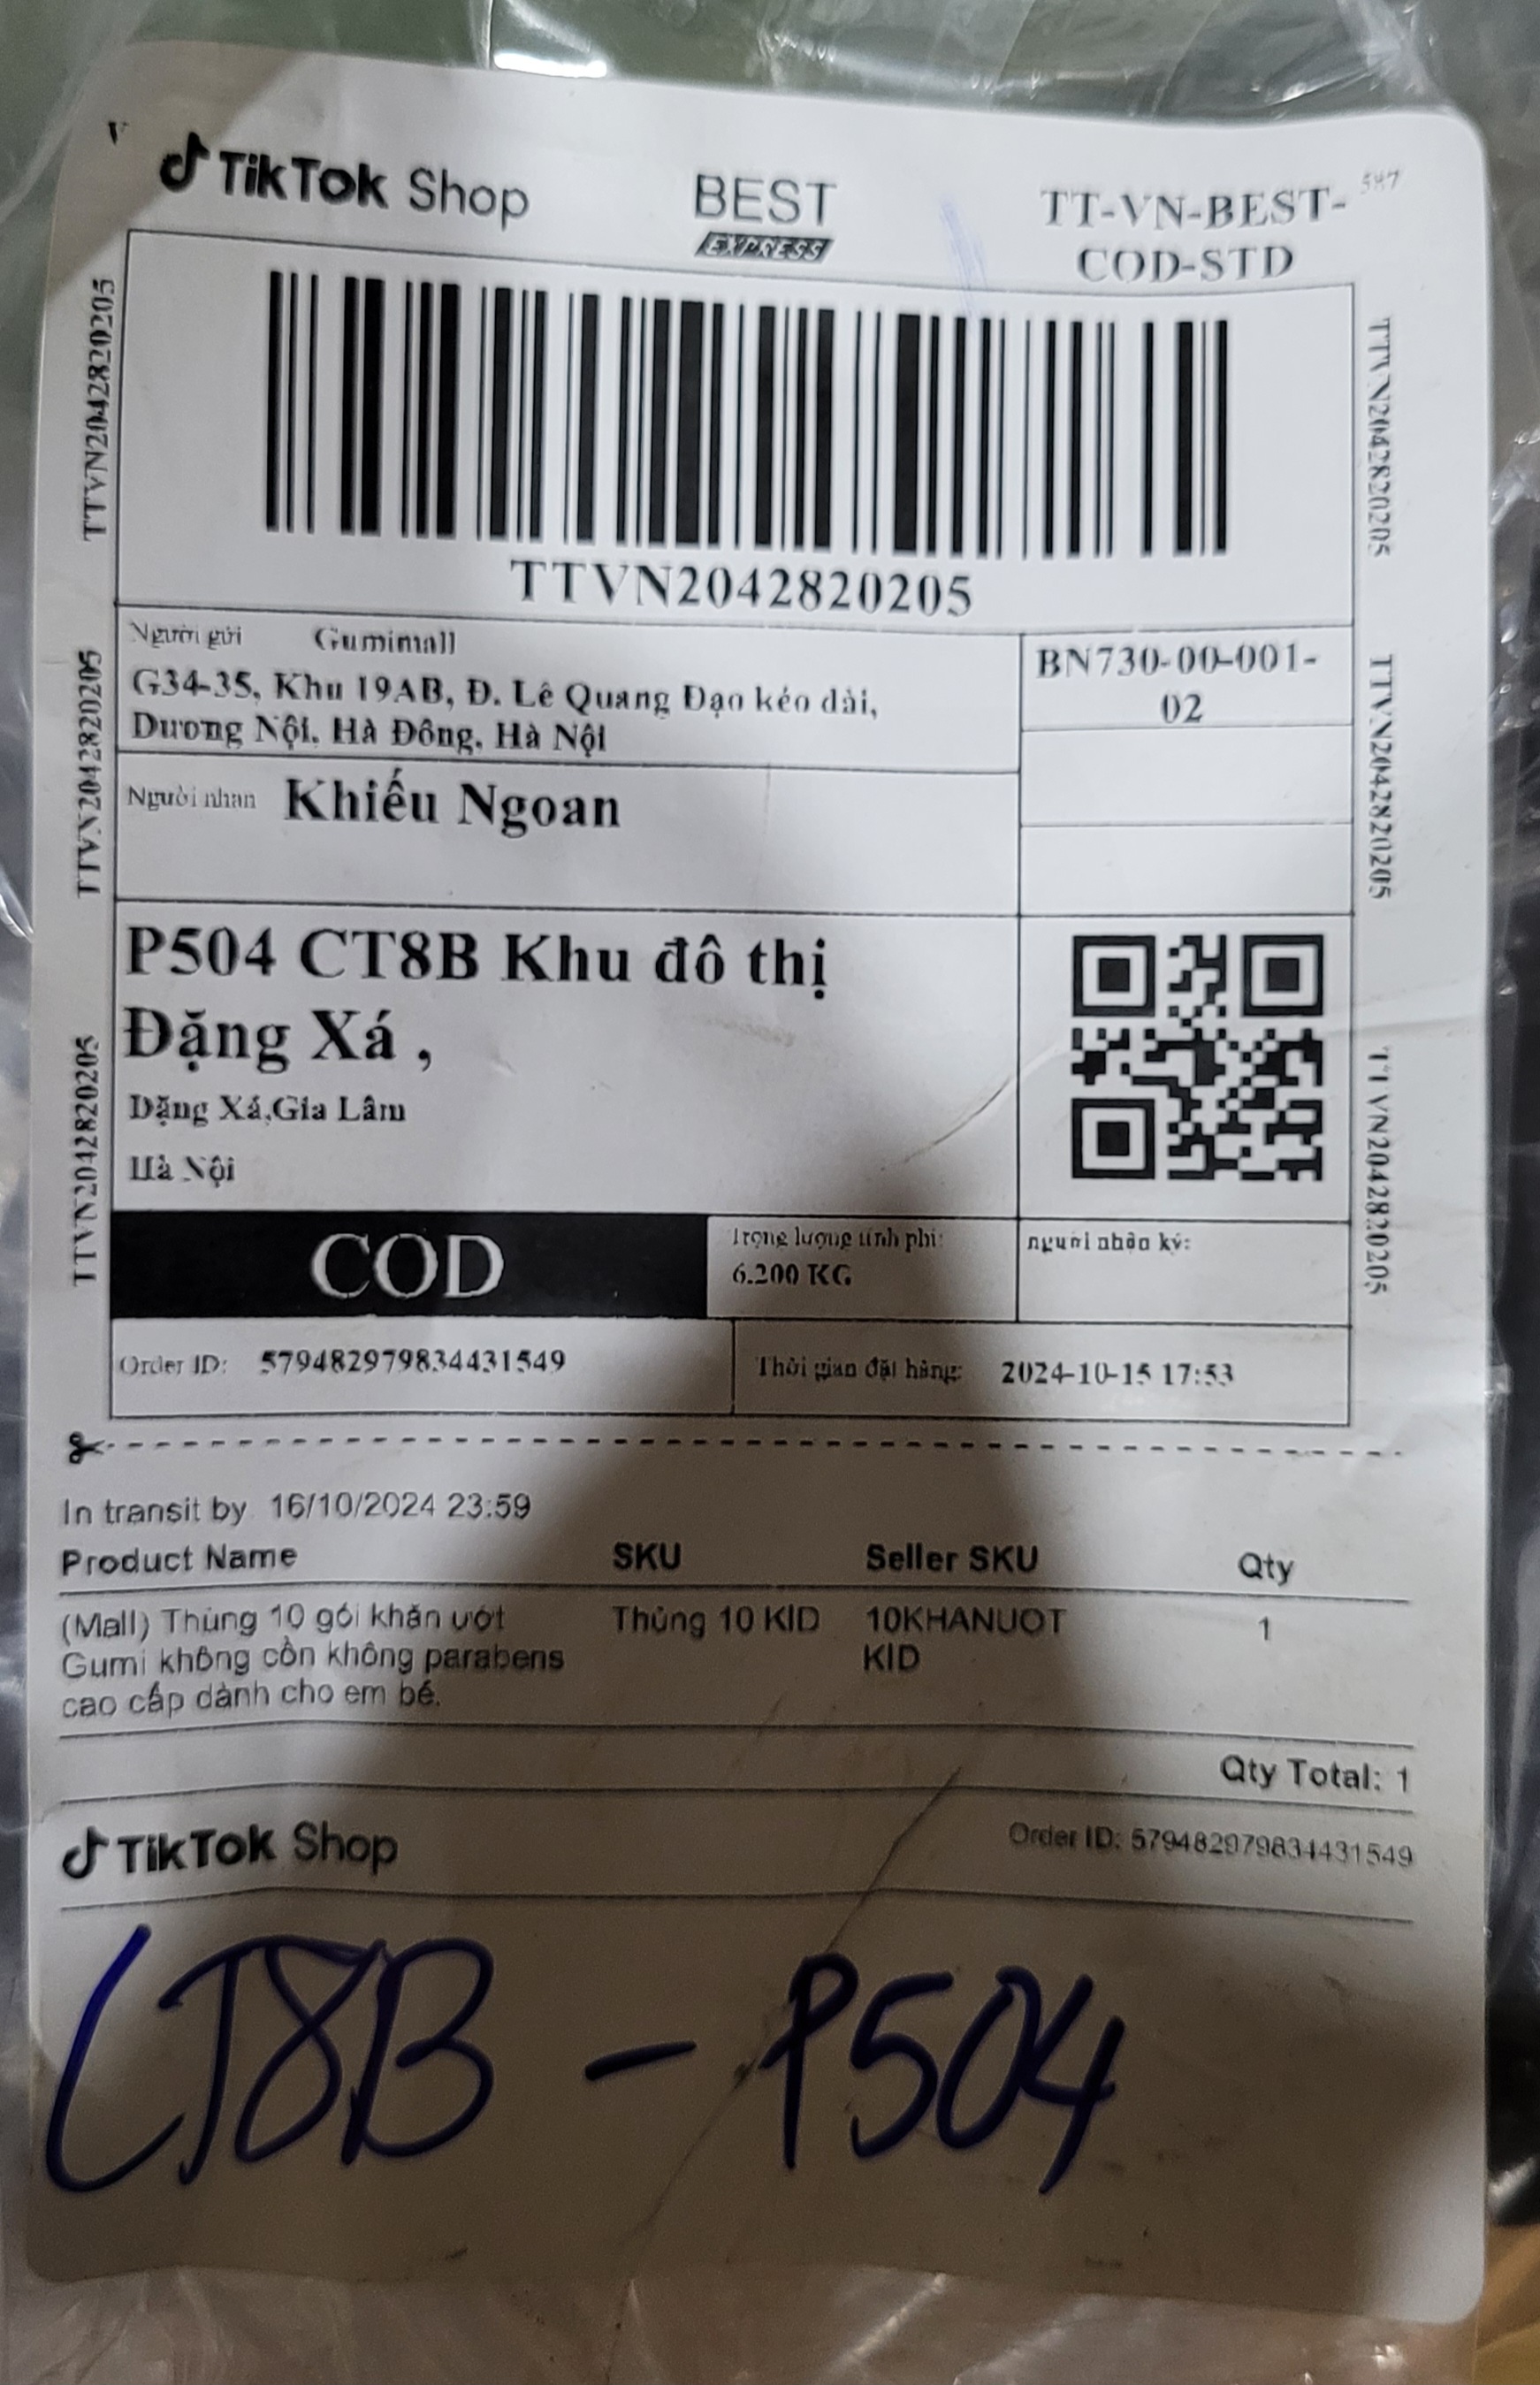 TikTok Shop
BEST
EXPRESS
TT-VN-BEST-
COD-STD
587
TTVN2042820205
TTVN2042820205
TTVN2042820205
TTVN2042820205
TTVN2042820205
TTVN2042820205
TTVN2042820205
Người gửi Gumimall
G34-35, Khu 19AB, Đ. Lê Quang Đạo kéo dài,
Dương Nội, Hà Đông, Hà Nội
BN730-00-001-
02
Người nhận Khiếu Ngoan
P504 CT8B Khu đô thị
Đặng Xá ,
Đặng Xá,Gia Lâm
Hà Nội
COD
Trọng lượng tính phí:
6.200 KG
người nhận ký:
Order ID: 579482979834431549
Thời gian đặt hàng: 2024-10-15 17:53
In transit by 16/10/2024 23:59
Product Name SKU Seller SKU Qty
(Mall) Thùng 10 gói khăn ướt Thùng 10 KID 10KHANUOT 1
Gumi không cồn không parabens KID
cao cấp dành cho em bé.
Qty Total: 1
TikTok Shop
Order ID: 579482979834431549
CT8B - P504